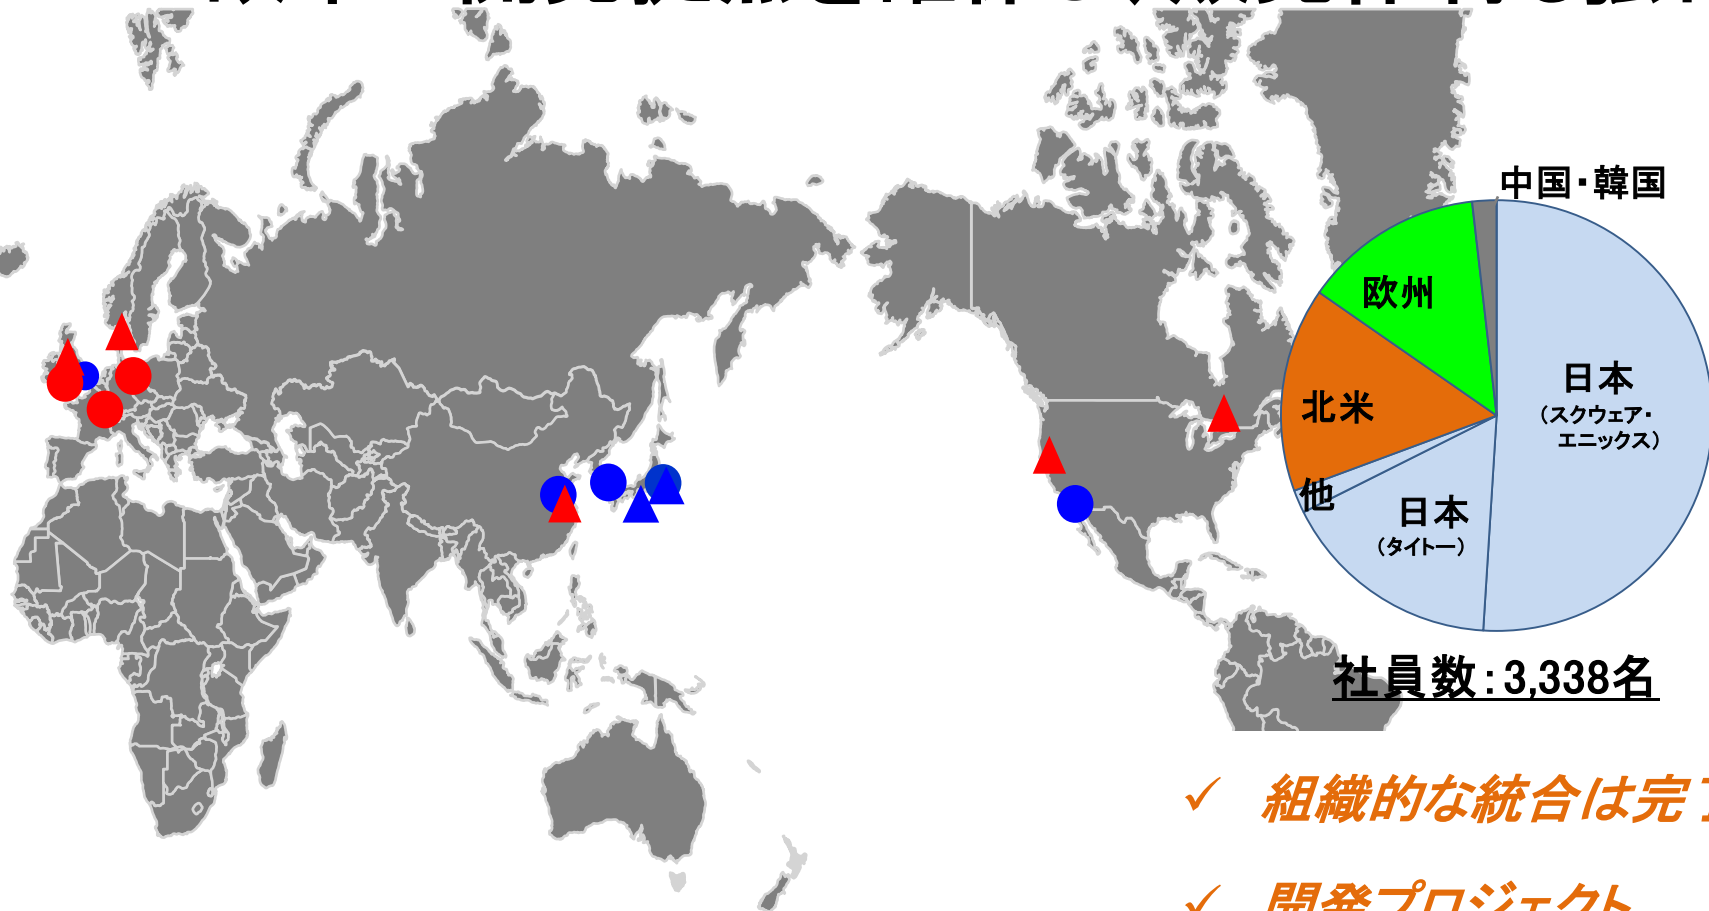 中国・韓国
欧州
日本
(スクウェア・
エニックス)
北米
他
日本
(タイトー)
社員数:3,338名
✓ 組織的な統合は完了
✓ 開発プロジェクト